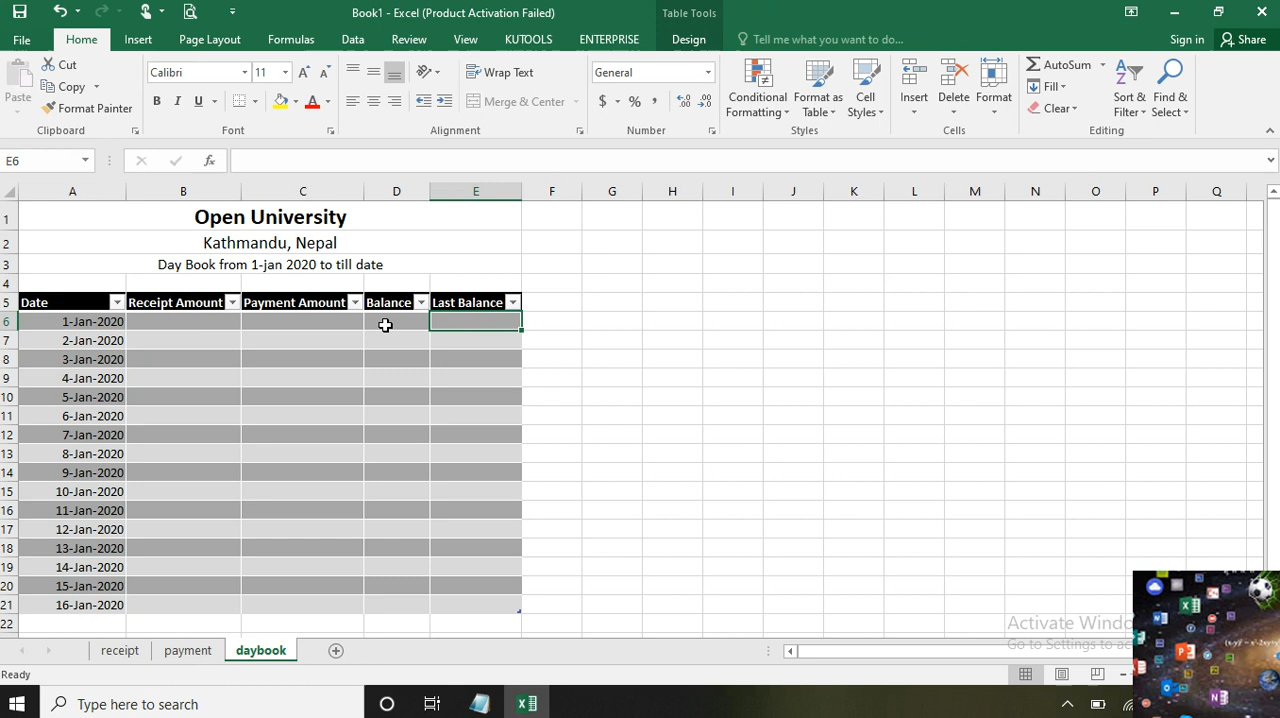 Book1 - Excel (Product Activation Failed)
Table Tools
File Home Insert Page Layout Formulas Data Review View KUTOOLS ENTERPRISE Design Tell me what you want to do... Sign in Share
Paste
Cut
Copy
Format Painter
Clipboard
Calibri 11
B I U
Font
Wrap Text
Merge & Center
Alignment
General
$ % ,
Number
Conditional Formatting
Format as Table
Cell Styles
Styles
Insert Delete Format
Cells
AutoSum
Fill
Clear
Sort & Filter
Find & Select
Editing
E6 fx
A B C D E F G H I J K L M N O P Q
1 Open University
2 Kathmandu, Nepal
3 Day Book from 1-jan 2020 to till date
4
5 Date Receipt Amount Payment Amount Balance Last Balance
6 1-Jan-2020
7 2-Jan-2020
8 3-Jan-2020
9 4-Jan-2020
10 5-Jan-2020
11 6-Jan-2020
12 7-Jan-2020
13 8-Jan-2020
14 9-Jan-2020
15 10-Jan-2020
16 11-Jan-2020
17 12-Jan-2020
18 13-Jan-2020
19 14-Jan-2020
20 15-Jan-2020
21 16-Jan-2020
22
Activate Windo
Go to Settings to ac
receipt payment daybook
Ready
Type here to search